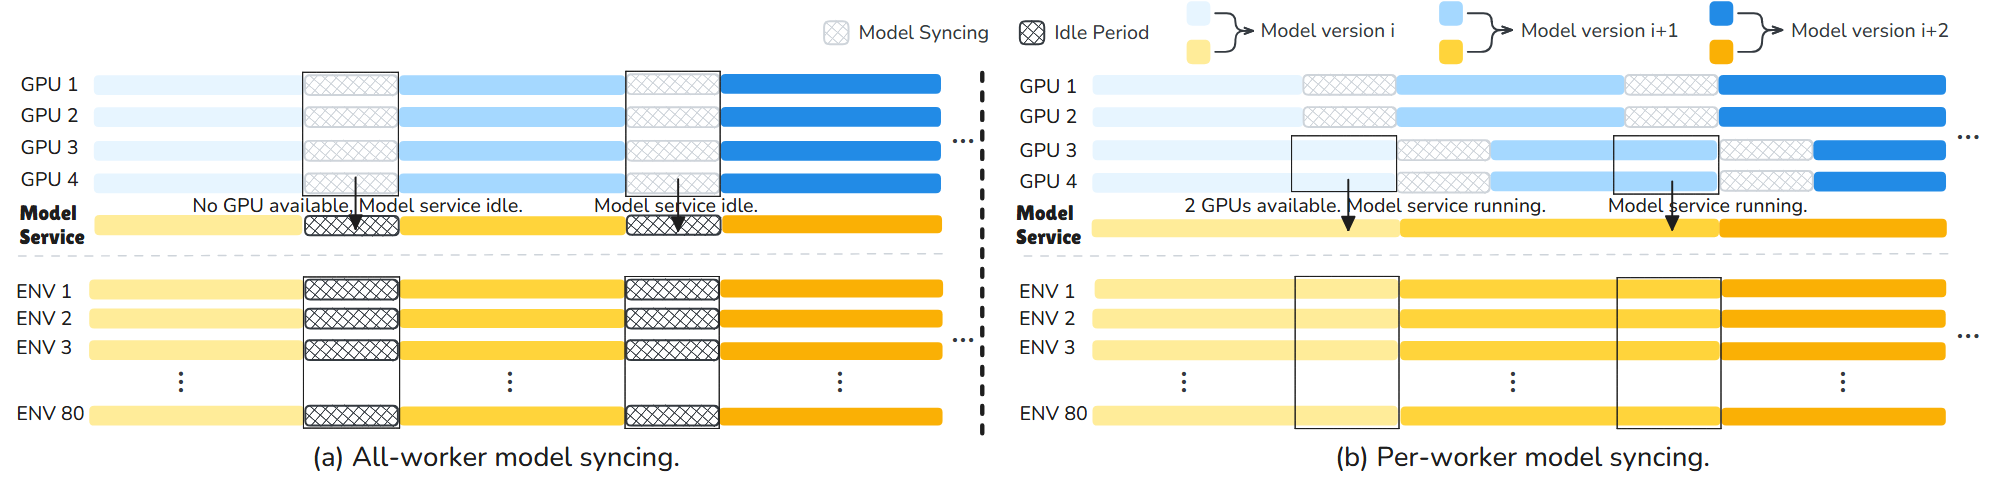 Model Syncing
Idle Period
Model version i
Model version i+1
Model version i+2
GPU 1
GPU 2
GPU 3
GPU 4
No GPU available. Model service idle.
Model service idle.
Model
Service
ENV 1
ENV 2
ENV 3
ENV 80
...
...
(a) All-worker model syncing.
GPU 1
GPU 2
GPU 3
GPU 4
2 GPUs available. Model service running.
Model service running.
Model
Service
ENV 1
ENV 2
ENV 3
ENV 80
...
...
(b) Per-worker model syncing.